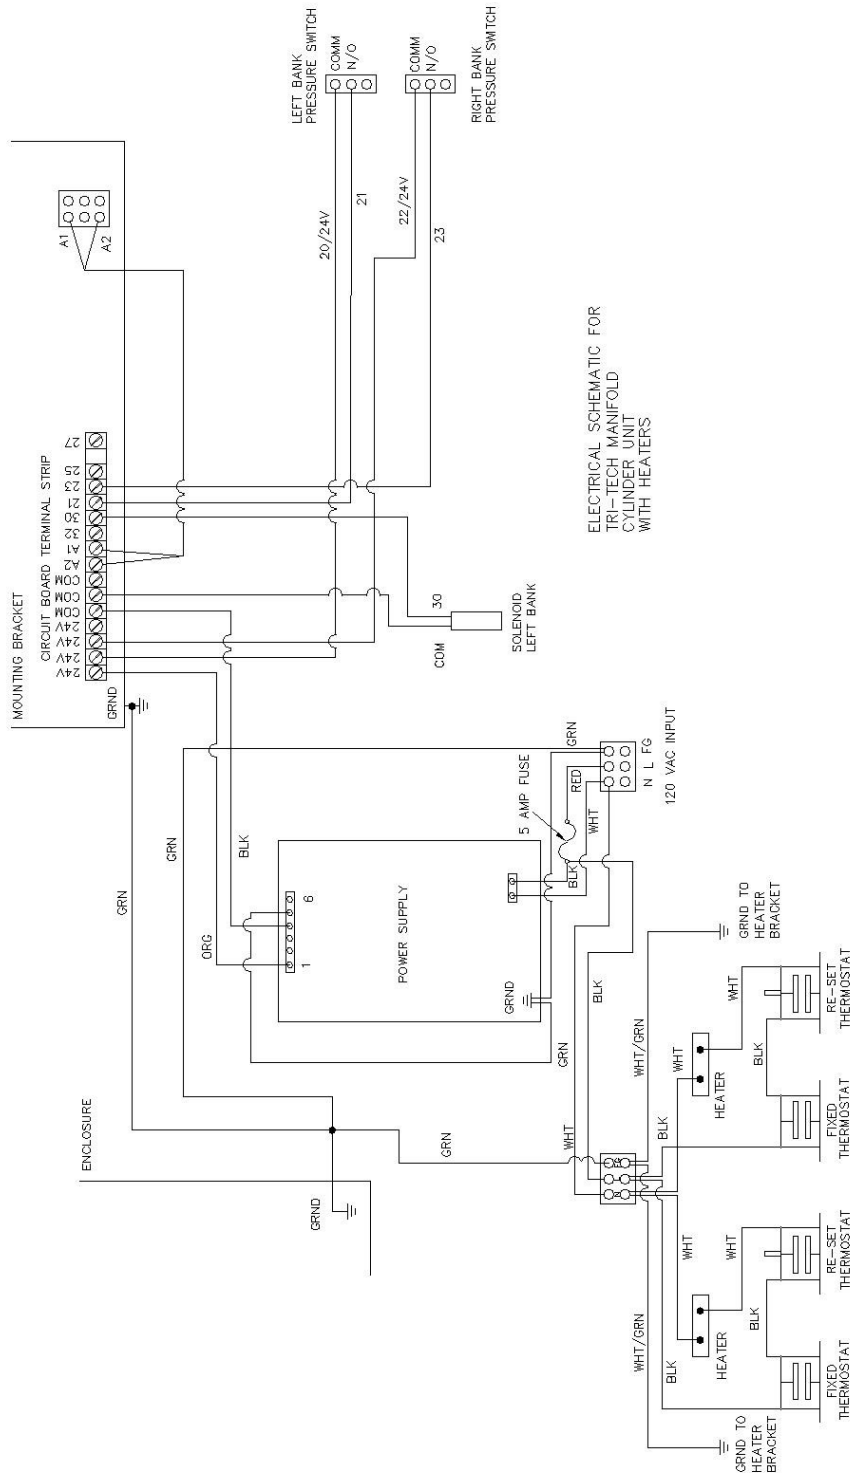 LEFT BANK
PRESSURE SWITCH
COMM
N/O
RIGHT BANK
PRESSURE SWITCH
COMM
N/O
A1
A2
20/24V
21
22/24V
23
MOUNTING BRACKET
CIRCUIT BOARD TERMINAL STRIP
24V
24V
24V
24V
COM
COM
COM
A2
A1
32
30
21
23
25
27
GRND
COM
30
SOLENOID
LEFT BANK
ELECTRICAL SCHEMATIC FOR
TRI-TECH MANIFOLD
CYLINDER UNIT
WITH HEATERS
GRN
GRN
ORG
BLK
1
6
POWER SUPPLY
GRND
5 AMP FUSE
BLK
WHT
RED
GRN
N L FG
120 VAC INPUT
ENCLOSURE
GRND
GRN
GRN
WHT
BLK
N
L
FG
WHT/GRN
GRND TO
HEATER
BRACKET
WHT
BLK
HEATER
WHT
BLK
FIXED
THERMOSTAT
RE-SET
THERMOSTAT
WHT/GRN
GRND TO
HEATER
BRACKET
WHT
BLK
HEATER
WHT
BLK
FIXED
THERMOSTAT
RE-SET
THERMOSTAT